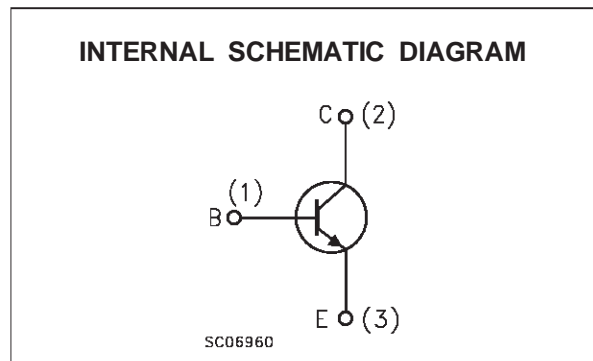 INTERNAL SCHEMATIC DIAGRAM
C (2)
(1)
B
E (3)
SC06960